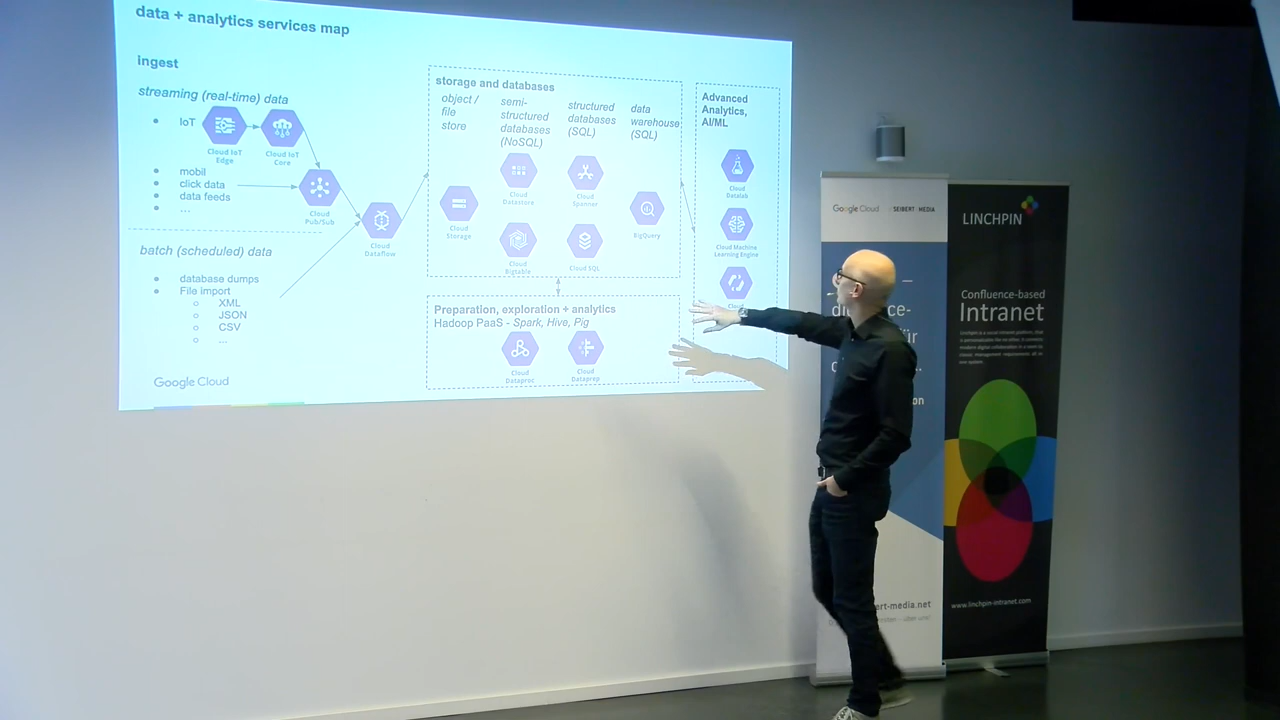 data + analytics services map
ingest
streaming (real-time) data
IoT
Cloud IoT
Edge
Cloud IoT
Core
mobil
click data
data feeds
...
Cloud
Pub/Sub
Cloud
Dataflow
batch (scheduled) data
database dumps
File import
XML
JSON
CSV
...
Google Cloud
storage and databases
object /
file
store
semi-
structured
databases
(NoSQL)
structured
databases
(SQL)
data
warehouse
(SQL)
Cloud
Storage
Cloud
Datastore
Cloud
Spanner
BigQuery
Cloud
Bigtable
Cloud SQL
Preparation, exploration + analytics
Hadoop PaaS - Spark, Hive, Pig
Cloud
Dataproc
Cloud
Dataprep
Advanced
Analytics,
AI/ML
Cloud
Datalab
Cloud Machine
Learning Engine
Cloud
Google Cloud
SEIBERT MEDIA
ert-media.net
LINCHPIN
Confluence-based
Intranet
www.linchpin-intranet.com